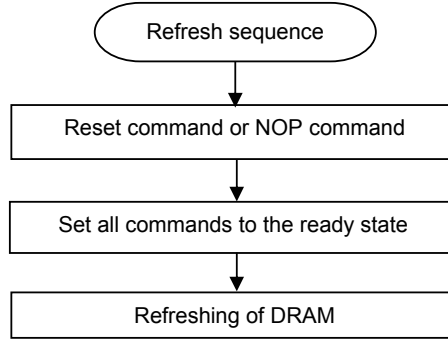 Refresh sequence
Reset command or NOP command
Set all commands to the ready state
Refreshing of DRAM